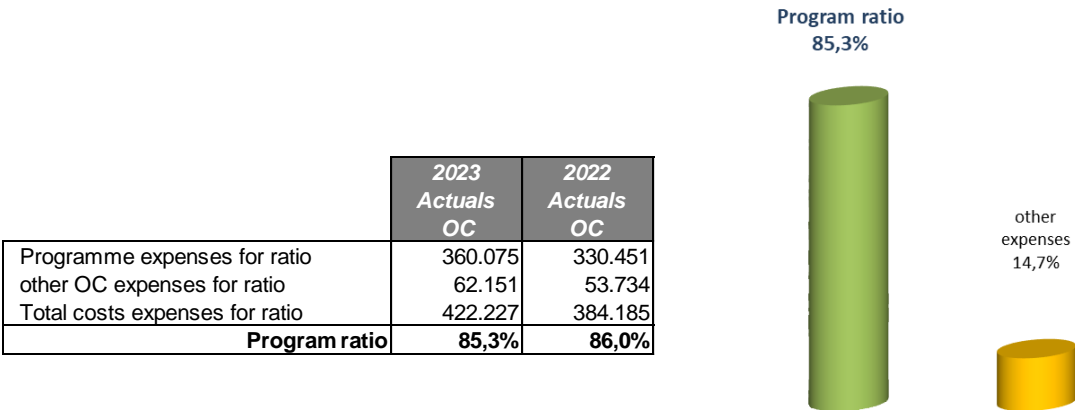 Program ratio
85,3%
other
expenses
14,7%
2023 2022
Actuals Actuals
OC OC
Programme expenses for ratio 360.075 330.451
other OC expenses for ratio 62.151 53.734
Total costs expenses for ratio 422.227 384.185
Program ratio 85,3% 86,0%